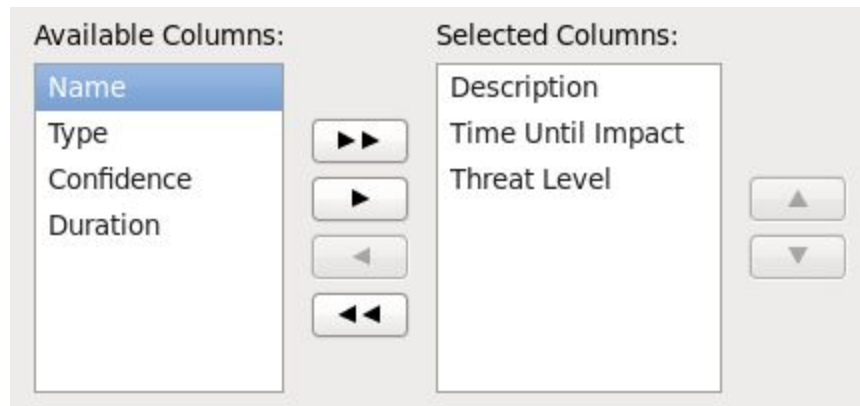 Available Columns:
Name
Type
Confidence
Duration
Selected Columns:
Description
Time Until Impact
Threat Level